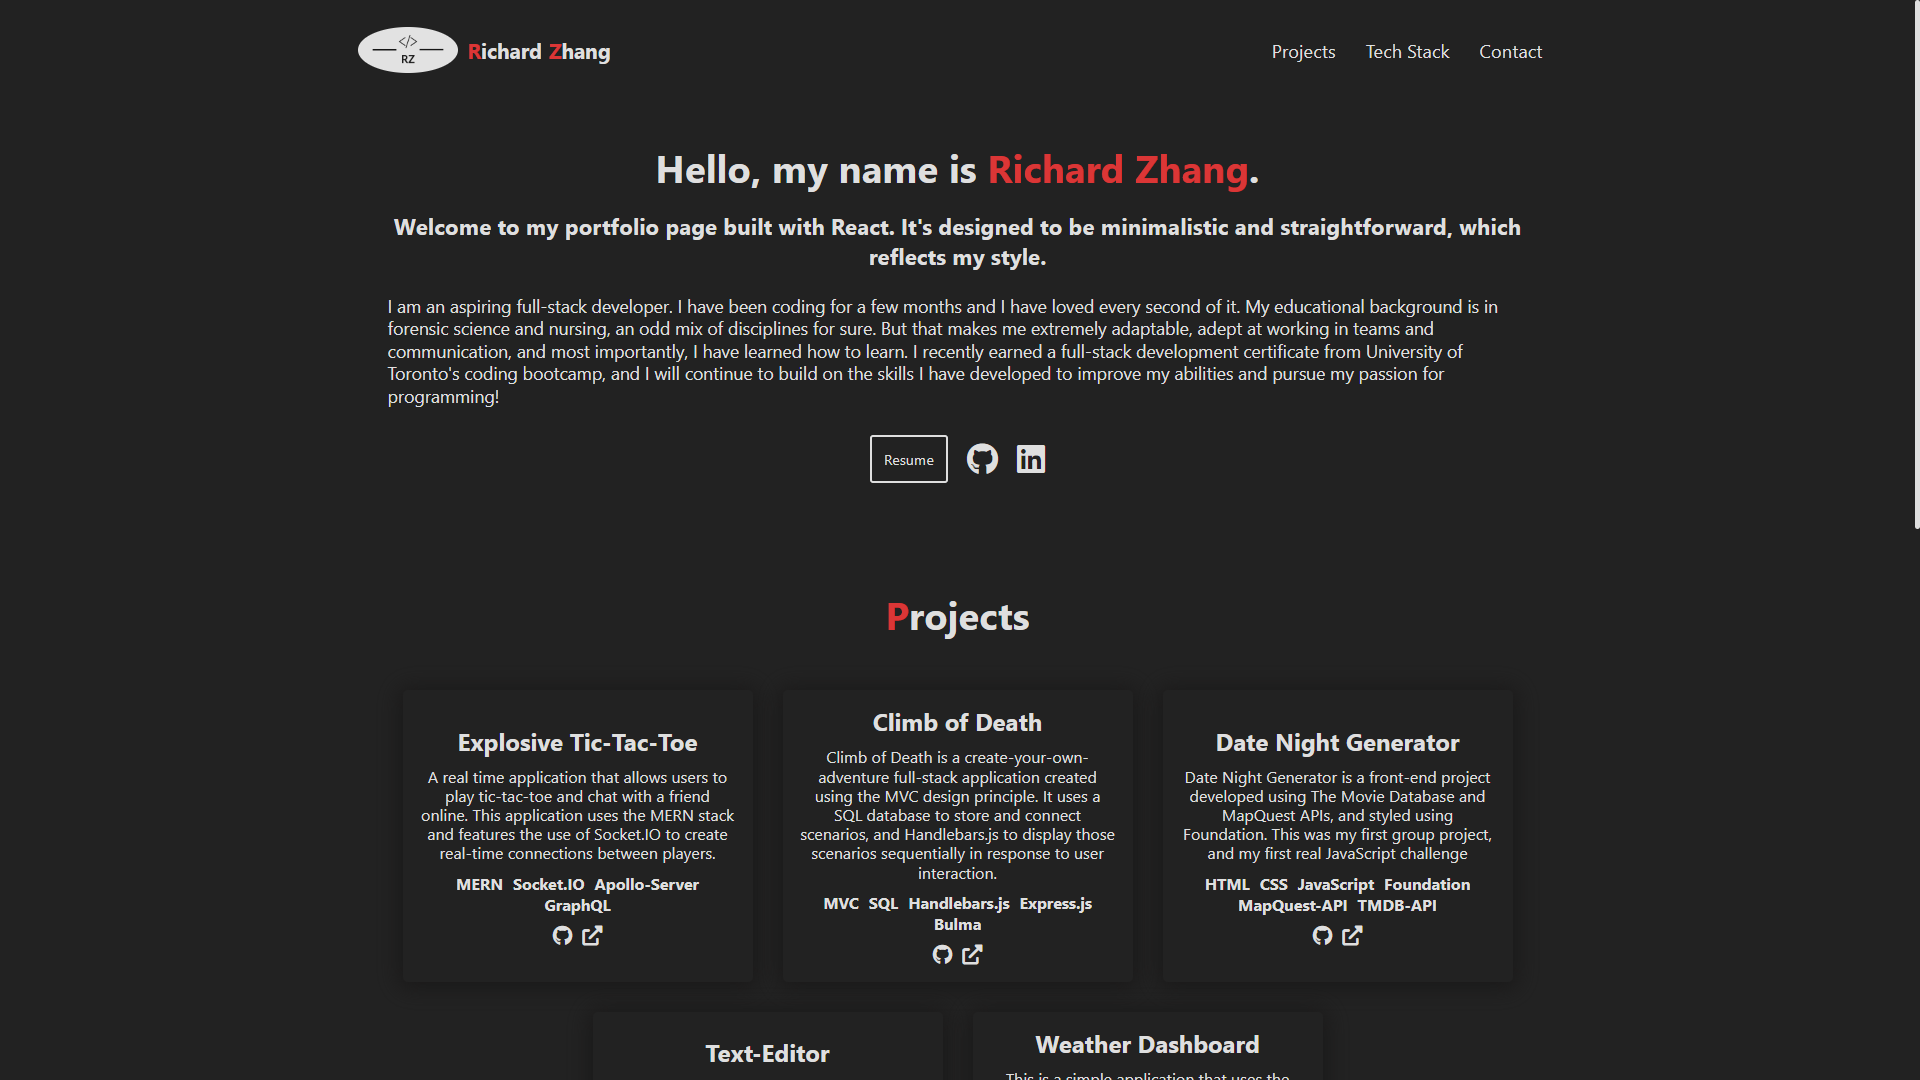 </>
RZ
Richard Zhang
Projects Tech Stack Contact
Hello, my name is Richard Zhang.
Welcome to my portfolio page built with React. It's designed to be minimalistic and straightforward, which
reflects my style.
I am an aspiring full-stack developer. I have been coding for a few months and I have loved every second of it. My educational background is in
forensic science and nursing, an odd mix of disciplines for sure. But that makes me extremely adaptable, adept at working in teams and
communication, and most importantly, I have learned how to learn. I recently earned a full-stack development certificate from University of
Toronto's coding bootcamp, and I will continue to build on the skills I have developed to improve my abilities and pursue my passion for
programming!
Resume
in
Projects
Explosive Tic-Tac-Toe
A real time application that allows users to
play tic-tac-toe and chat with a friend
online. This application uses the MERN stack
and features the use of Socket.IO to create
real-time connections between players.
MERN Socket.IO Apollo-Server
GraphQL
Climb of Death
Climb of Death is a create-your-own-
adventure full-stack application created
using the MVC design principle. It uses a
SQL database to store and connect
scenarios, and Handlebars.js to display those
scenarios sequentially in response to user
interaction.
MVC SQL Handlebars.js Express.js
Bulma
Date Night Generator
Date Night Generator is a front-end project
developed using The Movie Database and
MapQuest APIs, and styled using
Foundation. This was my first group project,
and my first real JavaScript challenge
HTML CSS JavaScript Foundation
MapQuest-API TMDB-API
Text-Editor
Weather Dashboard
This is a simple application that uses the